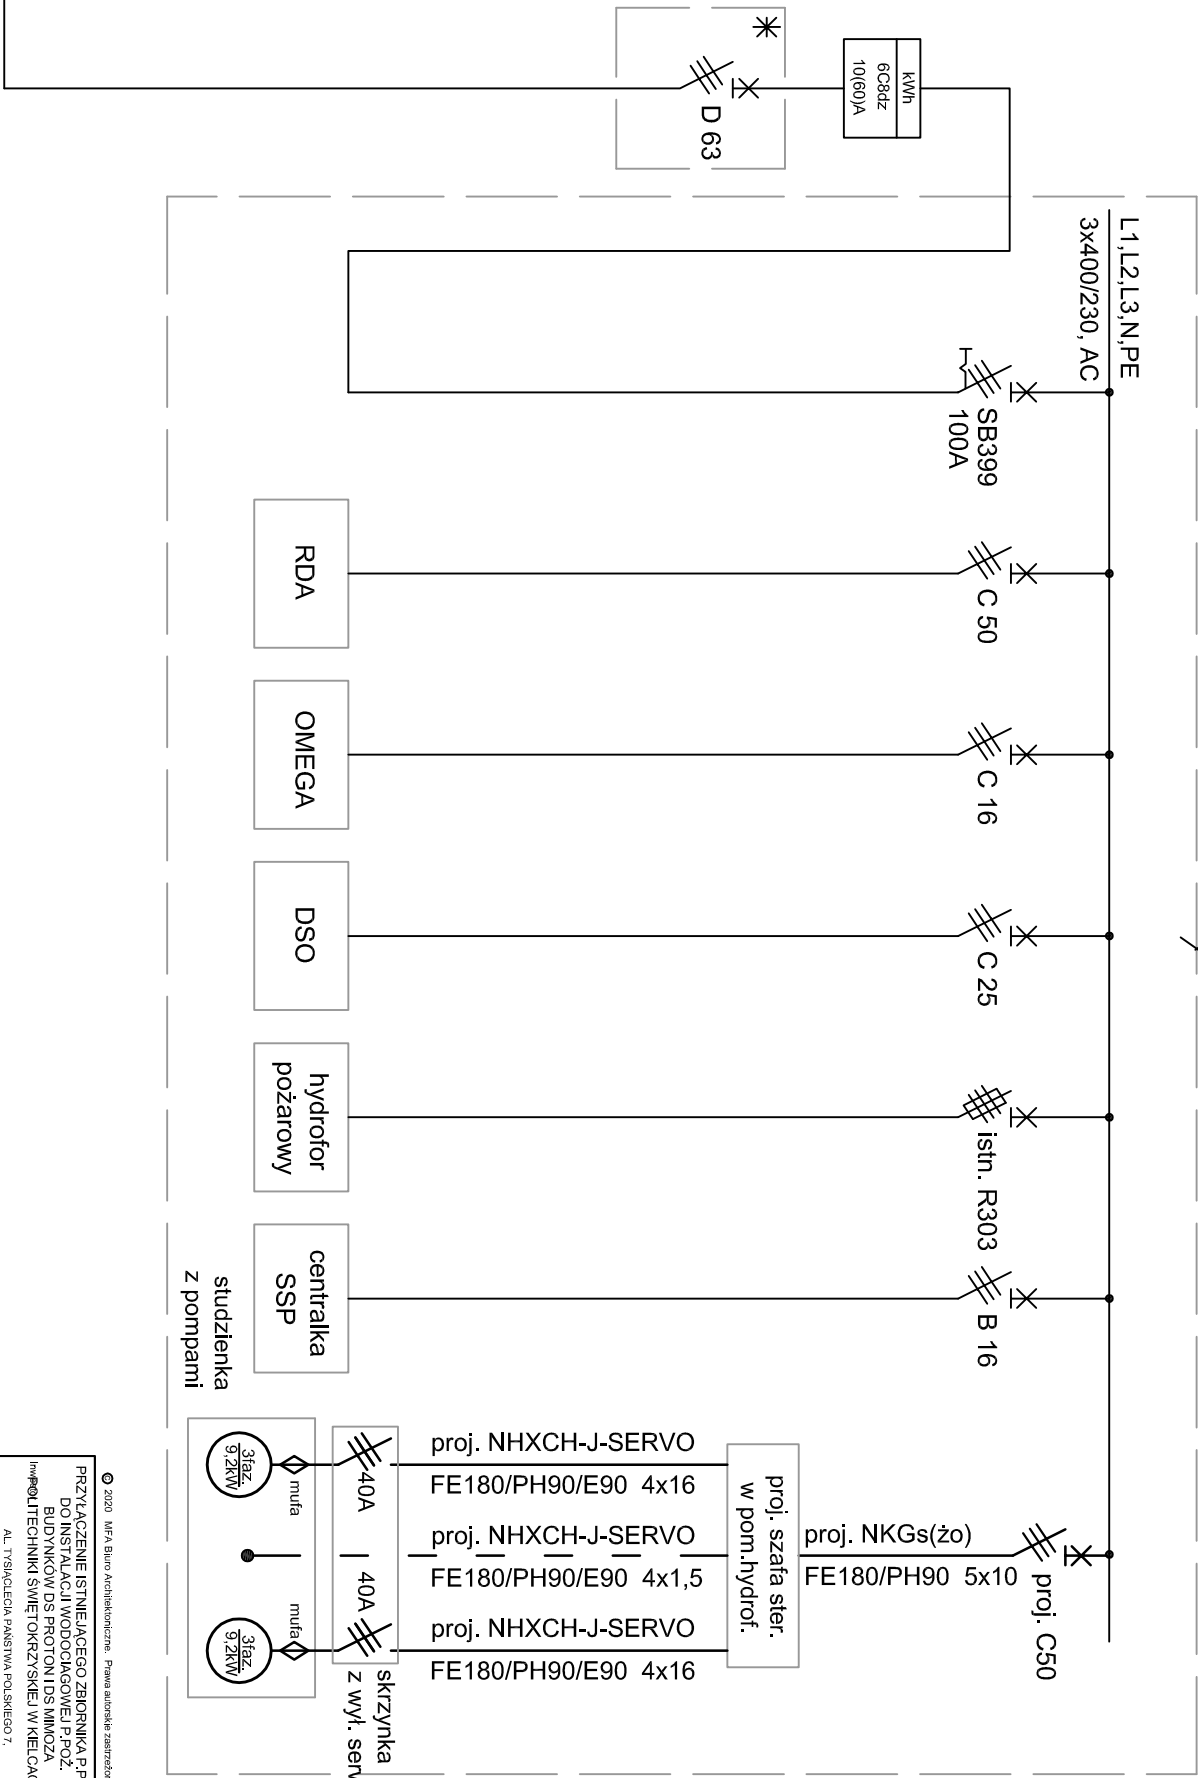 kWh
6C8dz
10(60)A
D 63
L1,L2,L3,N,PE
3x400/230, AC
SB399
100A
C 50
C 16
C 25
istn. R303
B 16
proj. C50
RDA
OMEGA
DSO
hydrofor
pożarowy
centralka
SSP
proj. NKGs(żo)
FE180/PH90 5x10
proj. szafa ster.
w pom.hydrof.
proj. NHXCH-J-SERVO
FE180/PH90/E90 4x16
proj. NHXCH-J-SERVO
FE180/PH90/E90 4x1,5
proj. NHXCH-J-SERVO
FE180/PH90/E90 4x16
40A
40A
skrzynka
z wył.
mufa
mufa
3faz.
9,2kW
3faz.
9,2kW
studzienka
z pompami
© 2020 MFA Biuro Architektoniczne. Prawa autorskie
PRZYŁĄCZENIE ISTNIEJĄCEGO ZBIORNIKA
DO INSTALACJI WODOCIĄGOWEJ P.POŻ.
BUDYNKÓW DS PROTON I DS MIMOZA
POLITECHNIKI ŚWIĘTOKRZYSKIEJ W
AL. TYSIĄCLECIA PAŃSTWA POLSKIEGO 7,